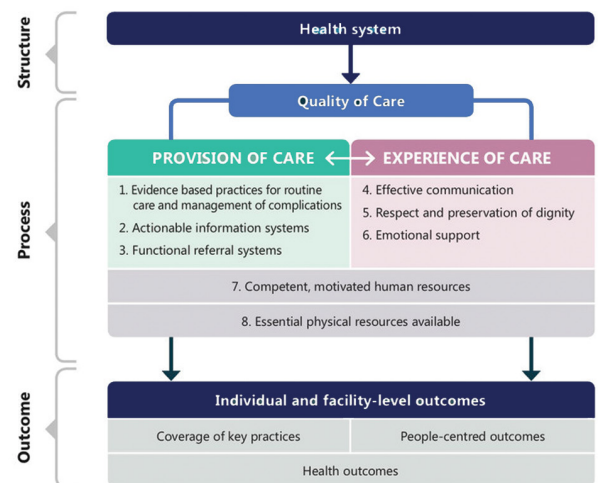 Structure
Health system
Process
Quality of Care
PROVISION OF CARE
EXPERIENCE OF CARE
1. Evidence based practices for routine
care and management of complications
2. Actionable information systems
3. Functional referral systems
4. Effective communication
5. Respect and preservation of dignity
6. Emotional support
7. Competent, motivated human resources
8. Essential physical resources available
Outcome
Individual and facility-level outcomes
Coverage of key practices
People-centred outcomes
Health outcomes